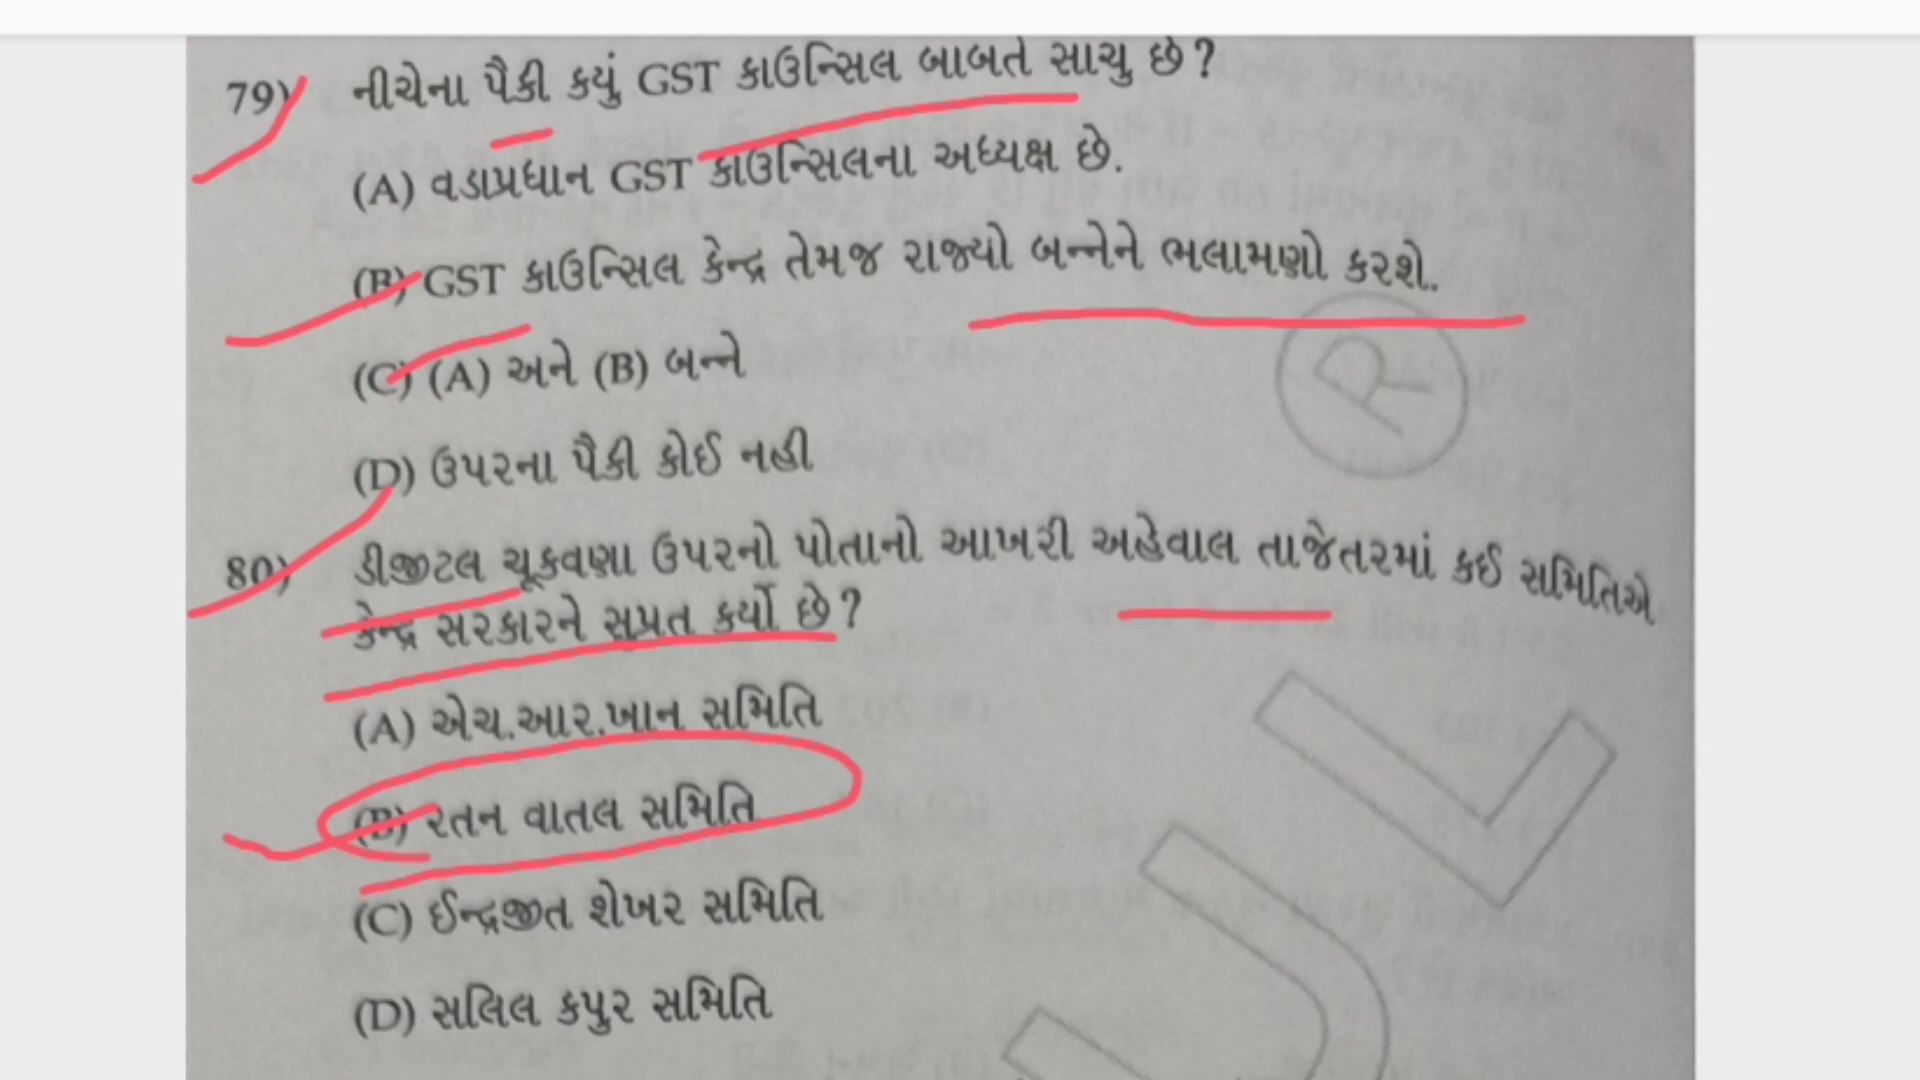 79) નીચેના પૈકી કયું GST કાઉન્સિલ બાબતે સાચુ છે?
(A) વડાપ્રધાન GST કાઉન્સિલના અધ્યક્ષ છે.
(B) GST કાઉન્સિલ કેન્દ્ર તેમજ રાજ્યો બન્નેને ભલામણો કરશે.
(C) (A) અને (B) બન્ને
(D) ઉપરના પૈકી કોઈ નહી
80) ડીજીટલ ચૂકવણા ઉપરનો પોતાનો આખરી અહેવાલ તાજેતરમાં કઈ સમિતિએ
કેન્દ્ર સરકારને સુપ્રત કર્યો છે?
(A) એચ.આર.ખાન સમિતિ
(B) રતન વાતલ સમિતિ
(C) ઈન્દ્રજીત શેખર સમિતિ
(D) સલિલ કપુર સમિતિ
R
UL